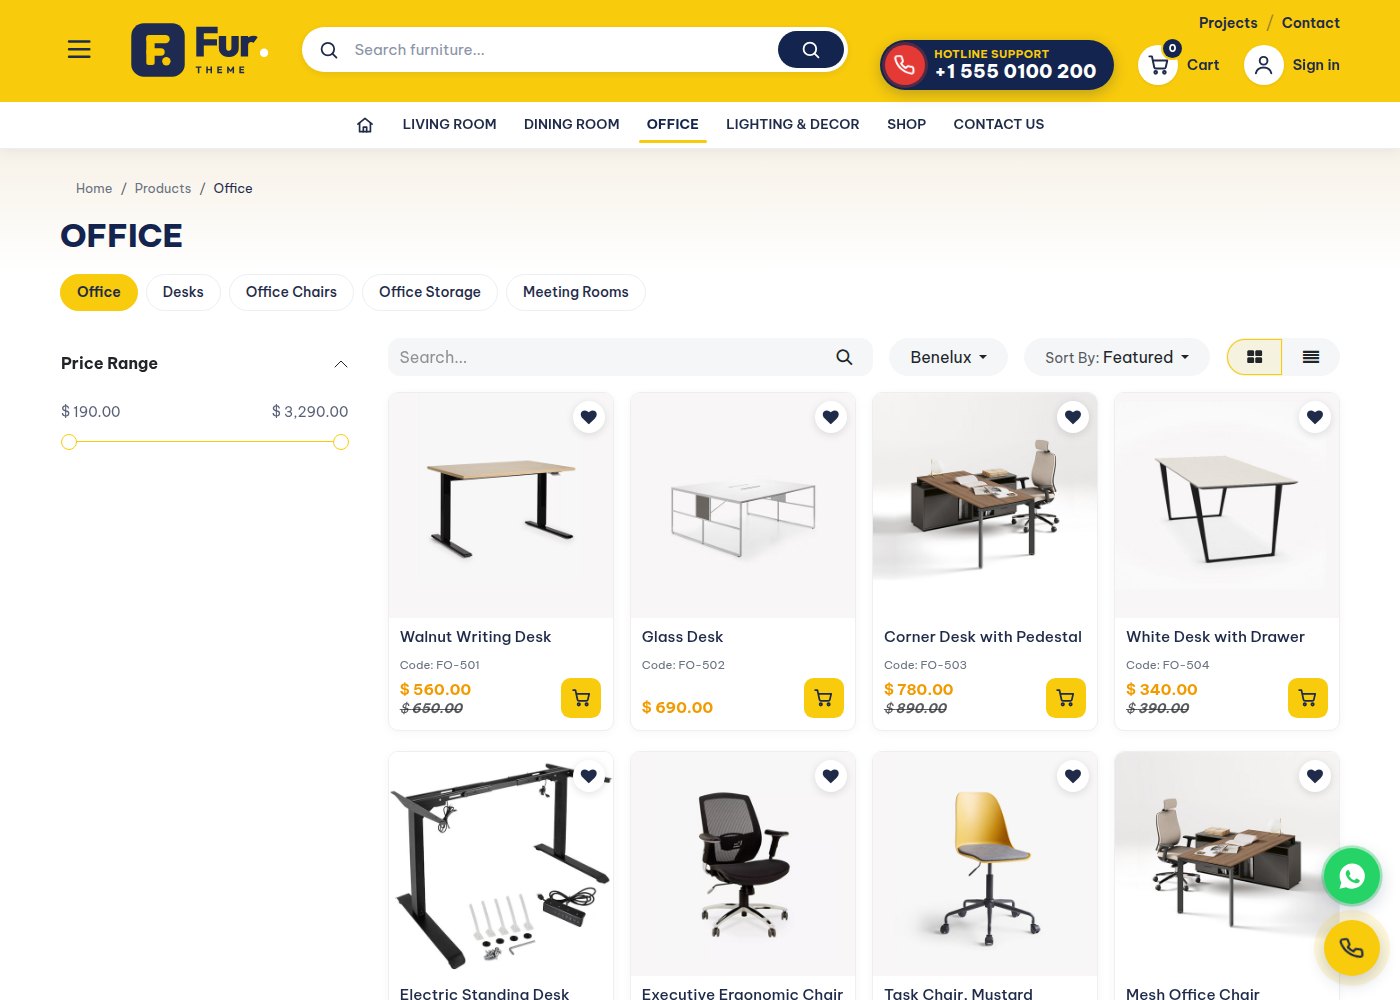 Projects / Contact
F. Fur.
THEME
Search furniture...
HOTLINE SUPPORT
+1 555 0100 200
0
Cart
Sign in
LIVING ROOM
DINING ROOM
OFFICE
LIGHTING & DECOR
SHOP
CONTACT US
Home / Products / Office
OFFICE
Office
Desks
Office Chairs
Office Storage
Meeting Rooms
Price Range
$ 190.00
$ 3,290.00
Search...
Benelux
Sort By: Featured
Walnut Writing Desk
Code: FO-501
$ 560.00
$ 650.00
Glass Desk
Code: FO-502
$ 690.00
Corner Desk with Pedestal
Code: FO-503
$ 780.00
$ 890.00
White Desk with Drawer
Code: FO-504
$ 340.00
$ 390.00
Electric Standing Desk
Executive Ergonomic Chair
Task Chair, Mustard
Mesh Office Chair